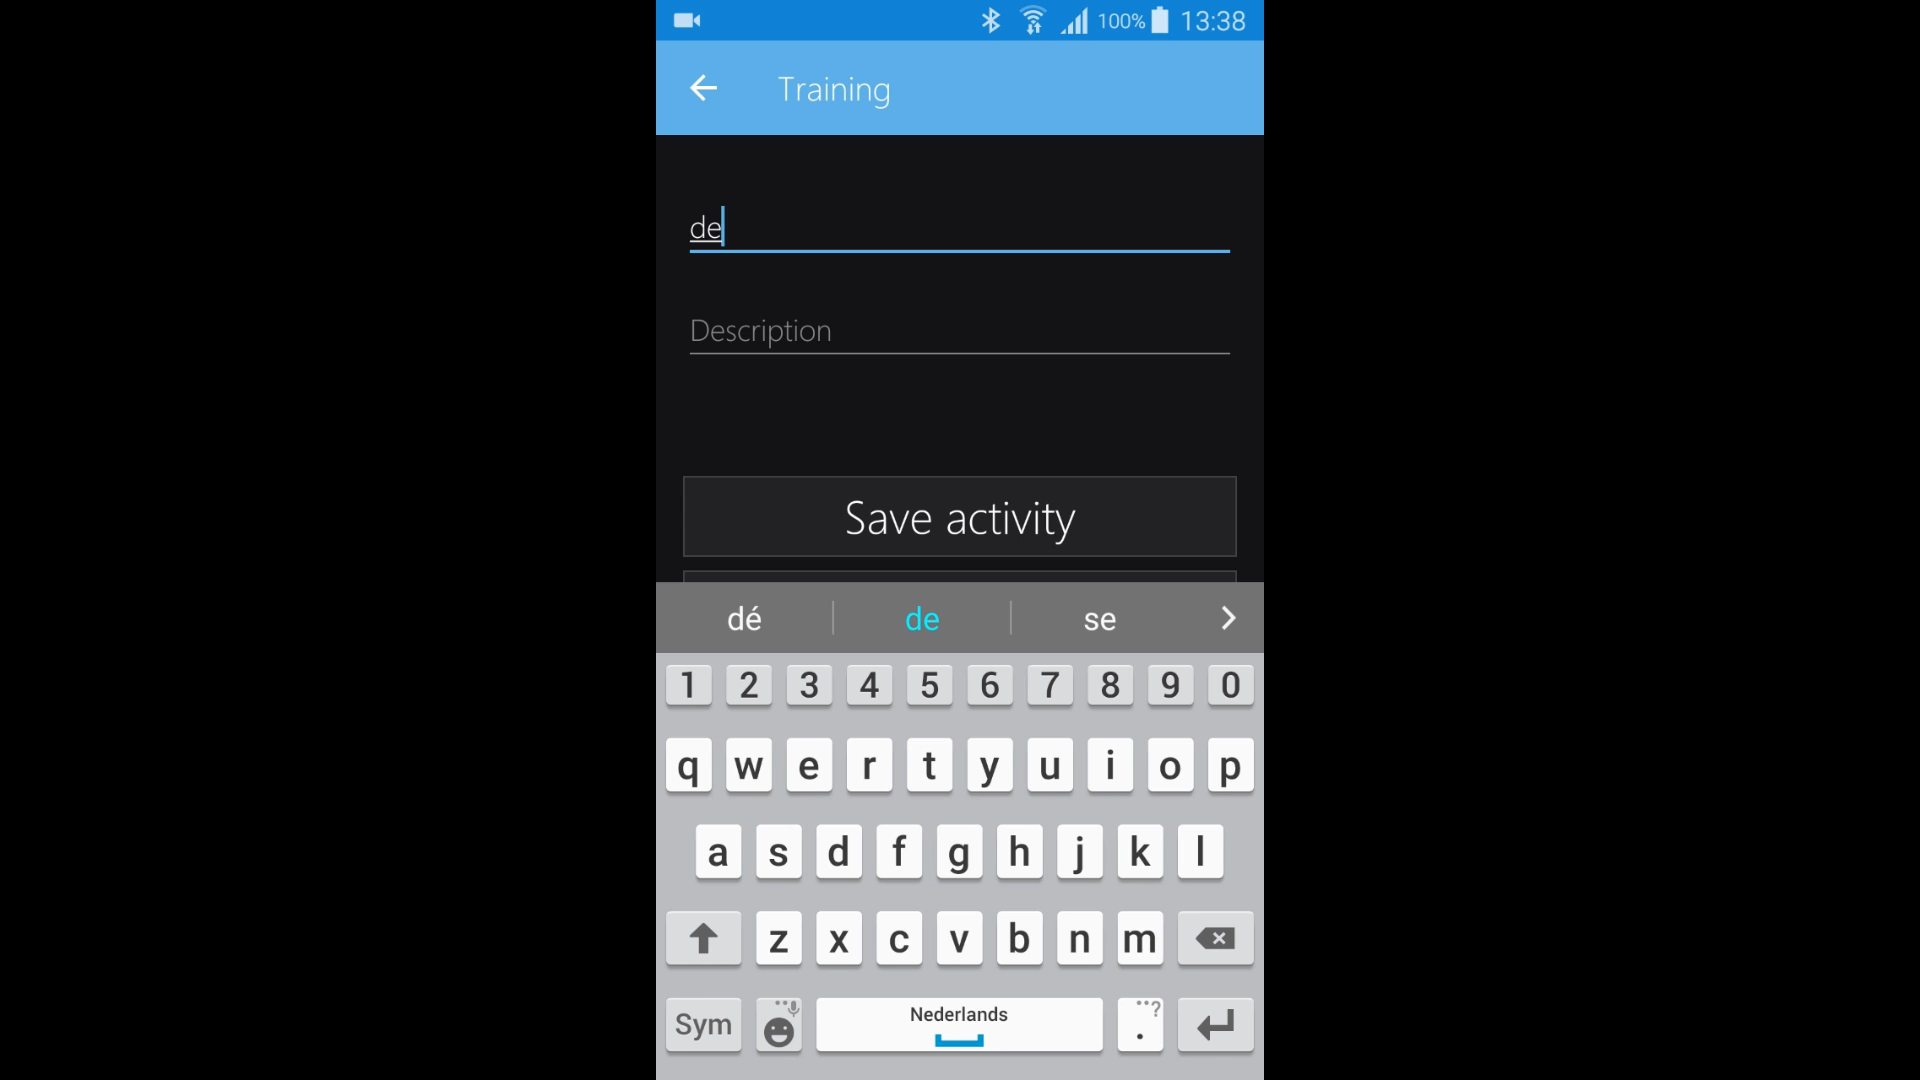 100% 13:38
Training
de
Description
Save activity
dé de se
1 2 3 4 5 6 7 8 9 0
q w e r t y u i o p
a s d f g h j k l
z x c v b n m
Sym Nederlands . ?